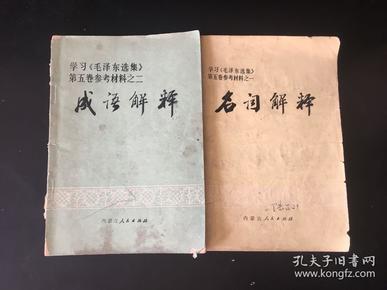 学习《毛泽东选集》
第五卷参考材料之二
成语解释
内蒙古人民出版社
学习《毛泽东选集》
第五卷参考材料之一
名词解释
内蒙古人民出版社
孔夫子旧书网